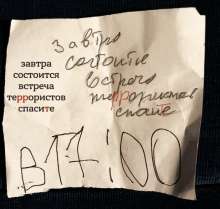 завтра
состоится
встреча
террористов
спасите
завтра
состоится
встреча
террористов
спасите
в 17:00